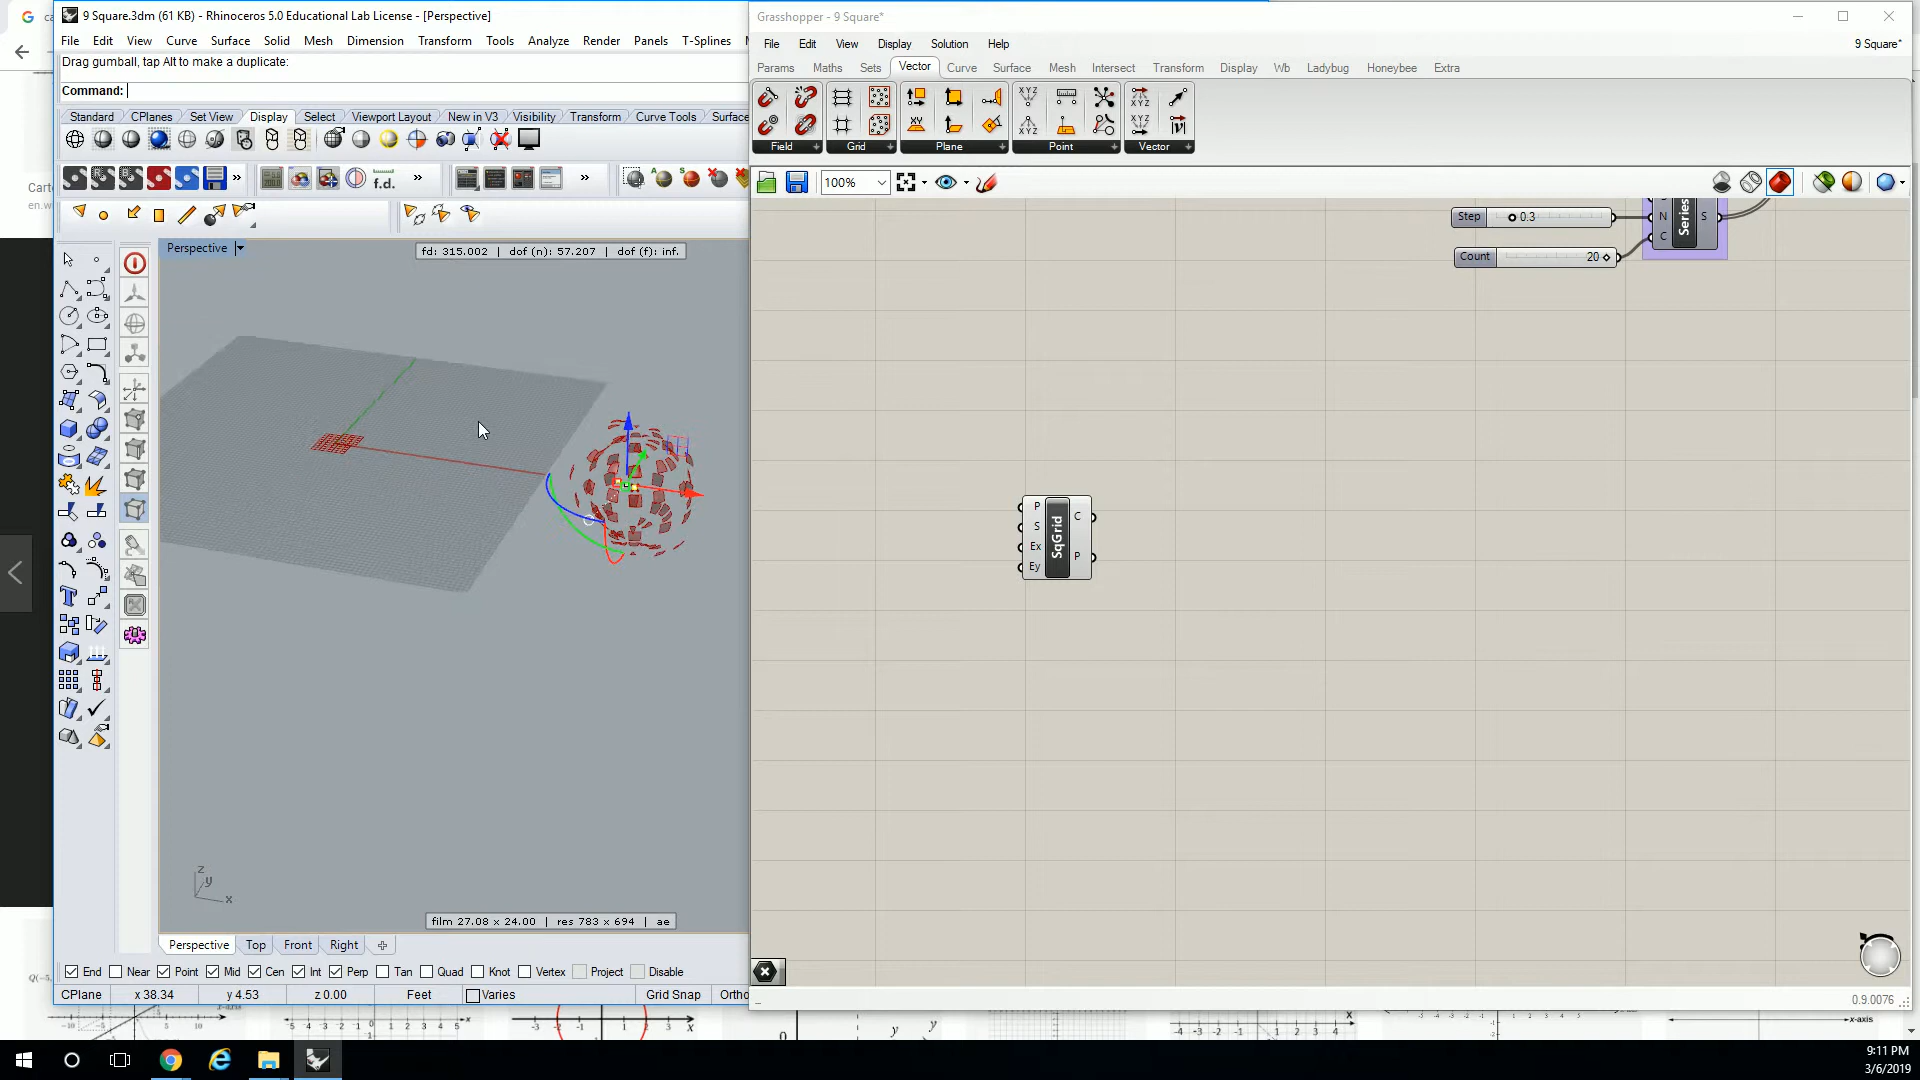 9 Square.3dm (61 KB) - Rhinoceros 5.0 Educational Lab License - [Perspective]
File Edit View Curve Surface Solid Mesh Dimension Transform Tools Analyze Render Panels T-Splines
Drag gumball, tap Alt to make a duplicate:
Command:
Standard CPlanes Set View Display Select Viewport Layout New in V3 Visibility Transform Curve Tools Surface
f.d.
Perspective
fd: 315.002 | dof (n): 57.207 | dof (f): inf.
z
y
x
film 27.08 x 24.00 | res 783 x 694 | ae
Perspective Top Front Right
End Near Point Mid Cen Int Perp Tan Quad Knot Vertex Project Disable
CPlane x 38.34 y 4.53 z 0.00 Feet Varies Grid Snap Ortho
Grasshopper - 9 Square*
File Edit View Display Solution Help
9 Square*
Params Maths Sets Vector Curve Surface Mesh Intersect Transform Display Wb Ladybug Honeybee Extra
Field Grid Plane Point Vector
100%
Step 0.3
N Series S
Count 20
C
P
S
Ex
Ey
SqGrid
C
P
0.9.0076
Carte
en.w
x-axis
9:11 PM
3/6/2019